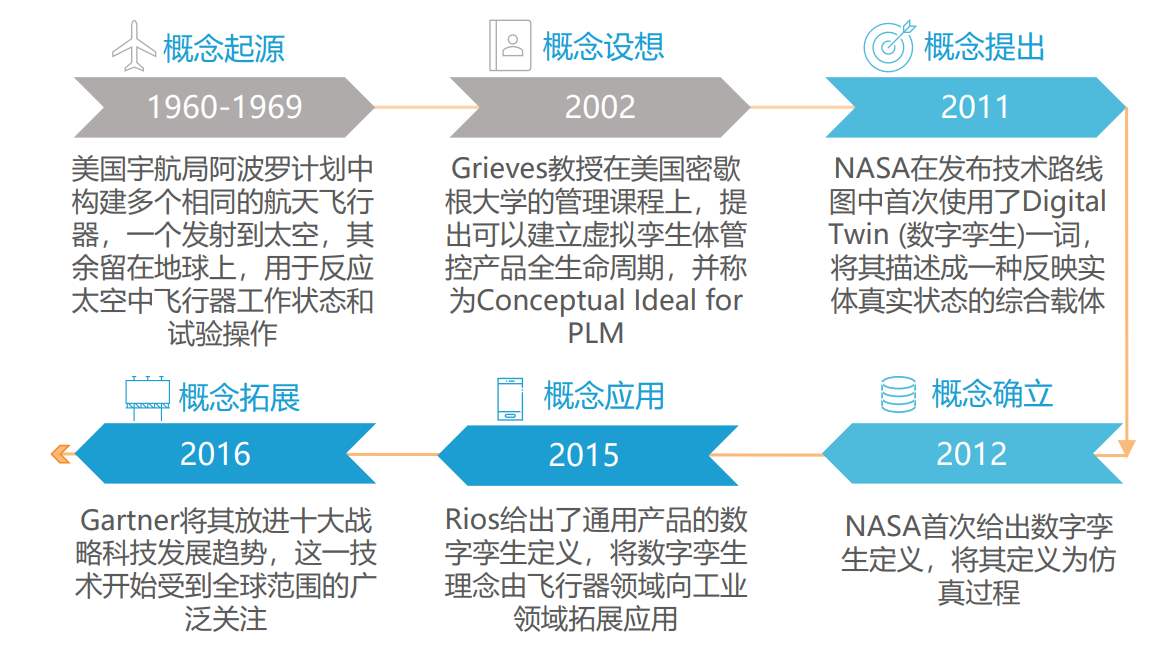 概念起源
1960-1969
美国宇航局阿波罗计划中
构建多个相同的航天飞行
器，一个发射到太空，其
余留在地球上，用于反应
太空中飞行器工作状态和
试验操作
概念设想
2002
Grieves教授在美国密歇
根大学的管理课程上，提
出可以建立虚拟孪生体管
控产品全生命周期，并称
为Conceptual Ideal for
PLM
概念提出
2011
NASA在发布技术路线
图中首次使用了Digital
Twin (数字孪生)一词，
将其描述成一种反映实
体真实状态的综合载体
概念确立
2012
NASA首次给出数字孪
生定义，将其定义为仿
真过程
概念应用
2015
Rios给出了通用产品的数
字孪生定义，将数字孪生
理念由飞行器领域向工业
领域拓展应用
概念拓展
2016
Gartner将其放进十大战
略科技发展趋势，这一技
术开始受到全球范围的广
泛关注